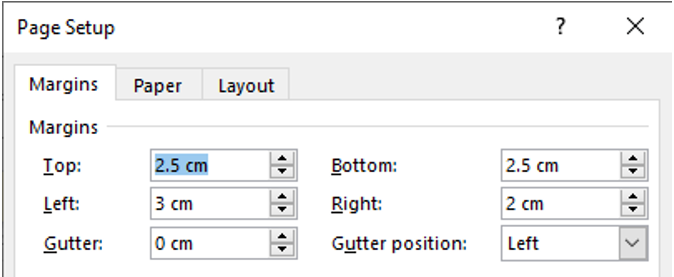 Page Setup ? ×
Margins Paper Layout
Margins
Top: 2.5 cm Bottom: 2.5 cm
Left: 3 cm Right: 2 cm
Gutter: 0 cm Gutter position: Left